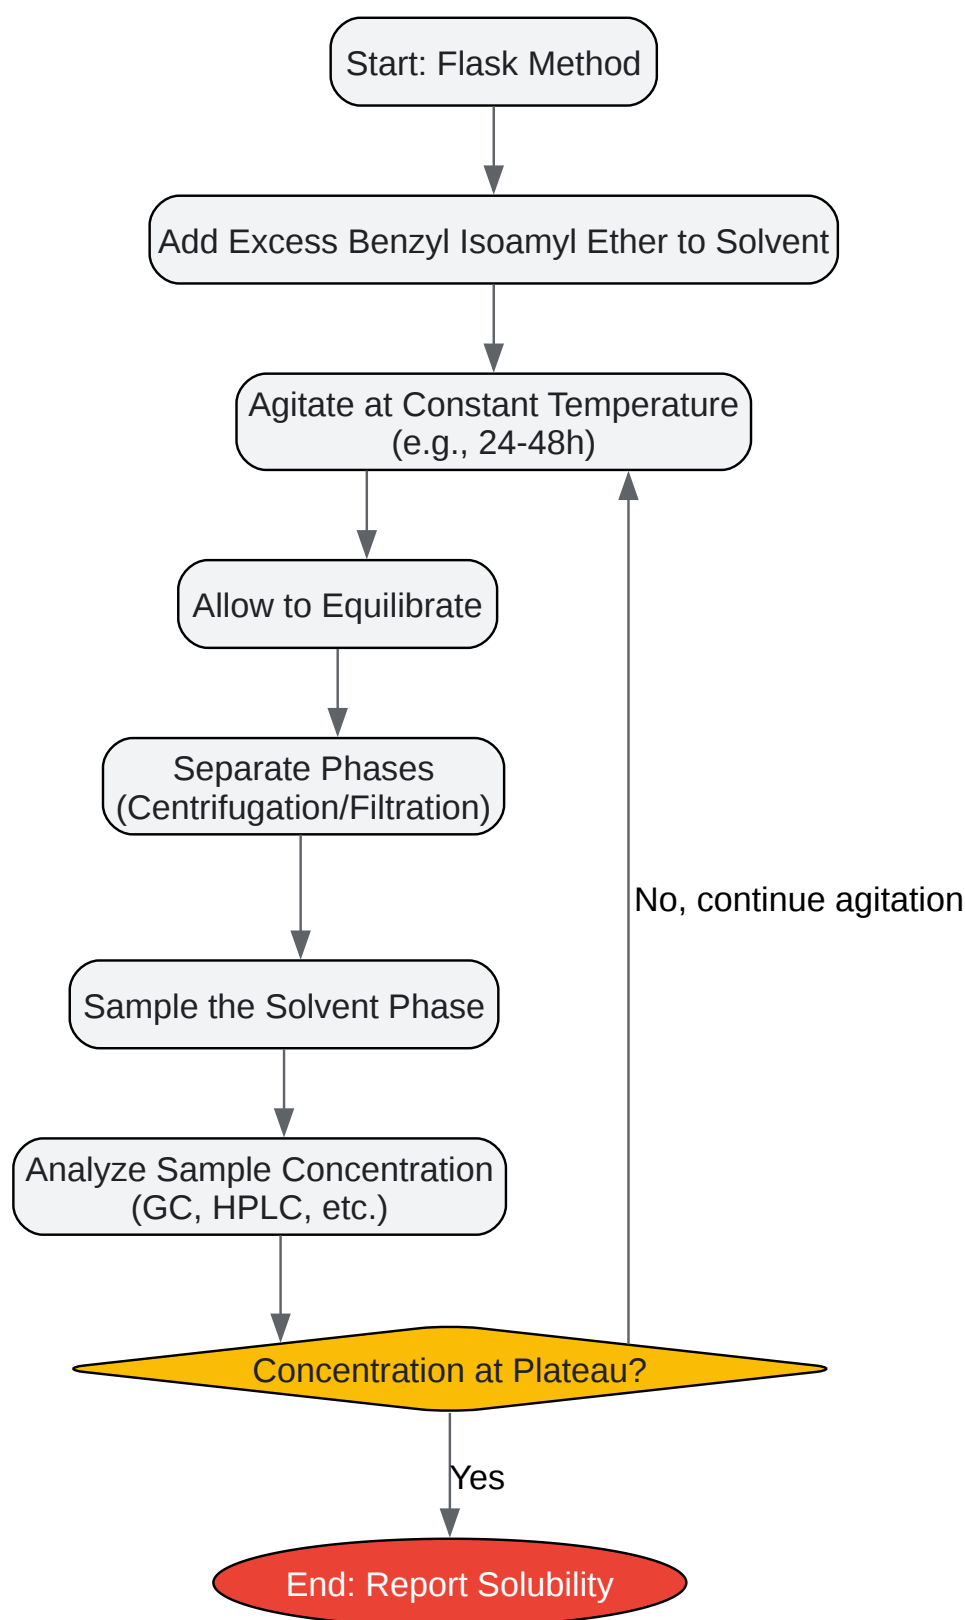 Start: Flask Method
Add Excess Benzyl Isoamyl Ether to Solvent
Agitate at Constant Temperature
(e.g., 24-48h)
Allow to Equilibrate
Separate Phases
(Centrifugation/Filtration)
No, continue agitation
Sample the Solvent Phase
Analyze Sample Concentration
(GC, HPLC, etc.)
Concentration at Plateau?
Yes
End: Report Solubility